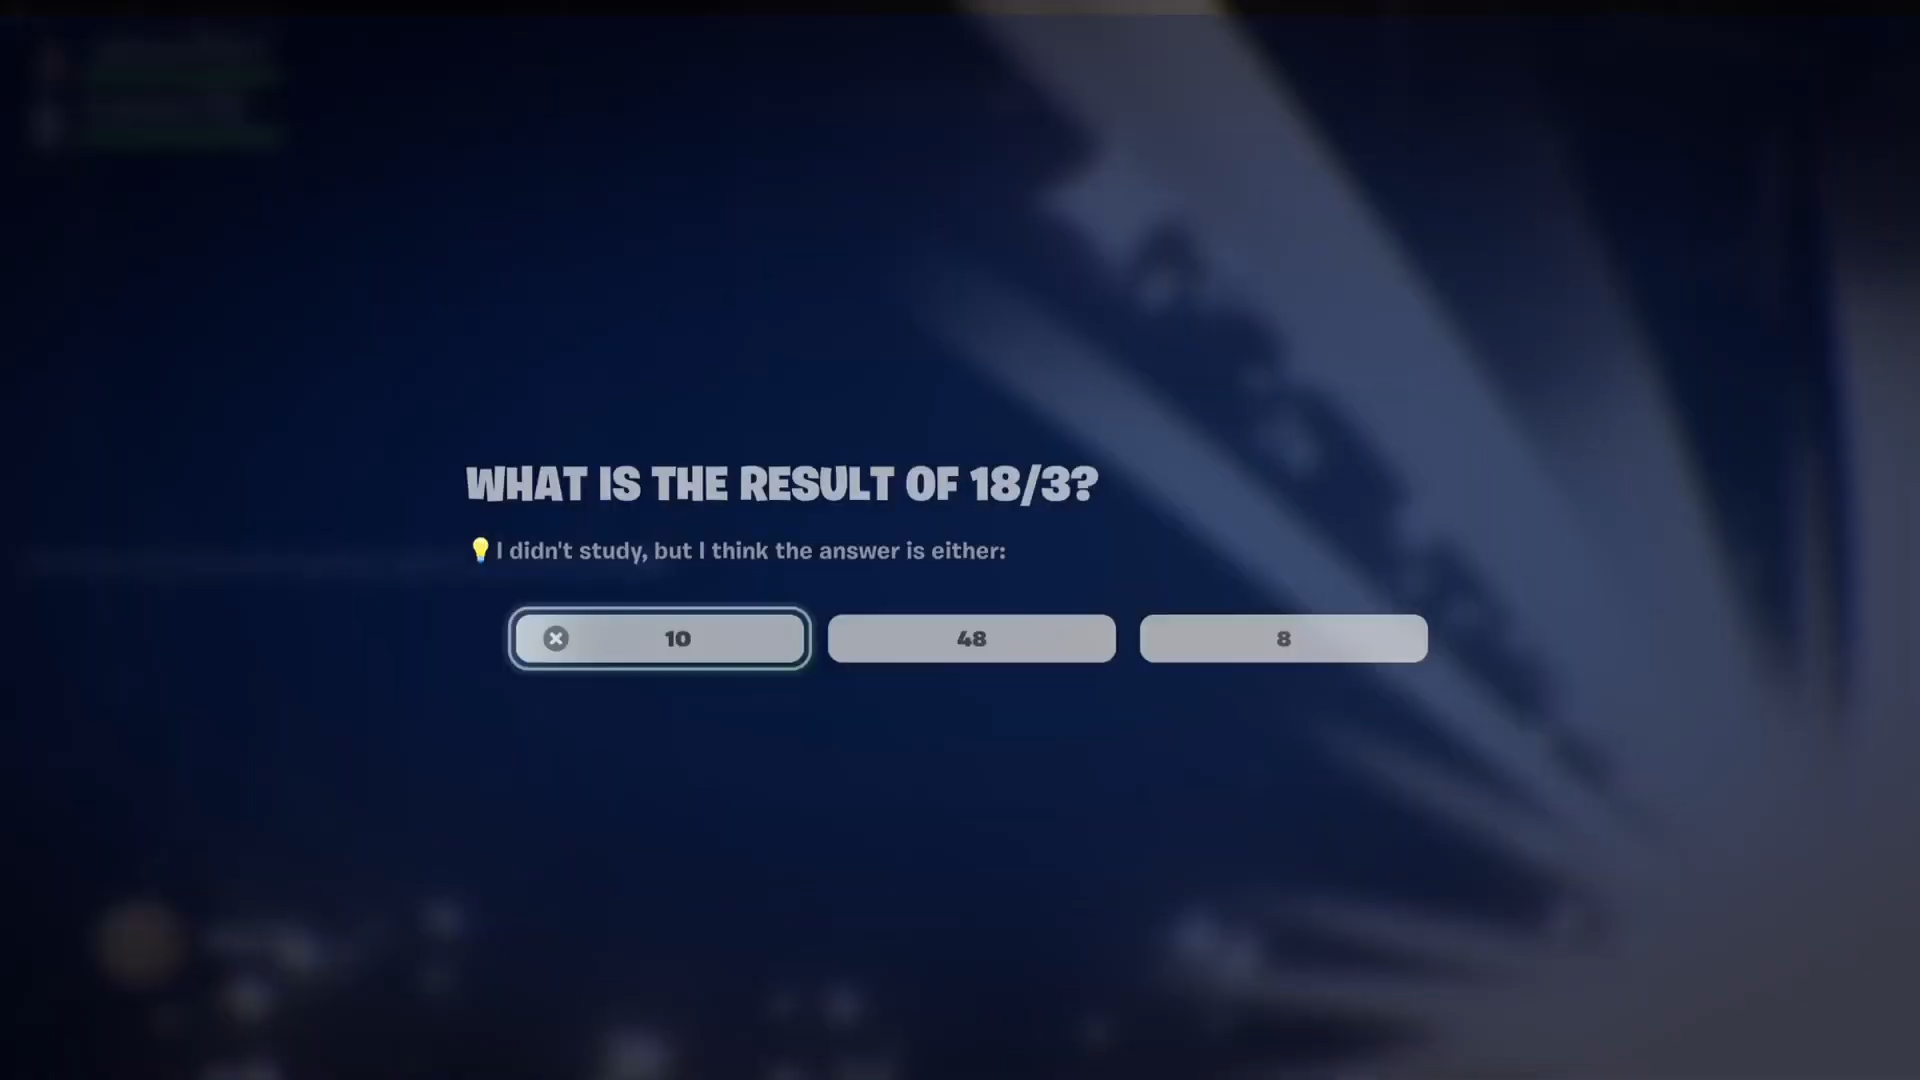 WHAT IS THE RESULT OF 18/3?
💡I didn't study, but I think the answer is either:
10 48 8